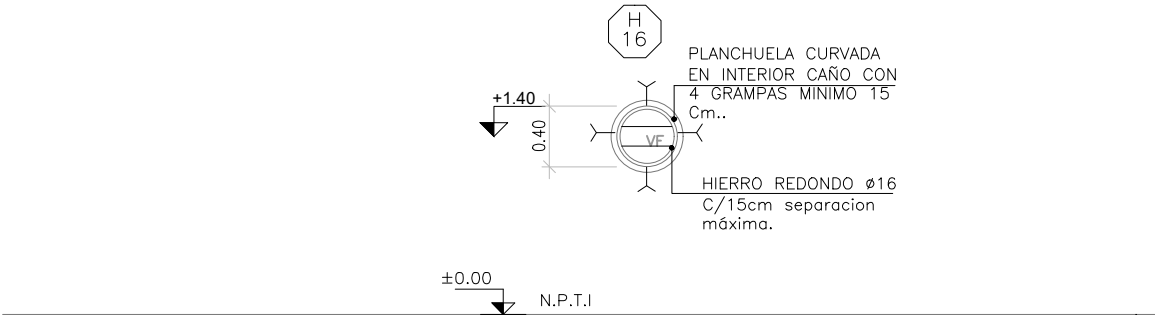 H
16
PLANCHUELA CURVADA
EN INTERIOR CAÑO CON
4 GRAMPAS MINIMO 15
Cm..
+1.40
0.40
VF
HIERRO REDONDO ø16
C/15cm separacion
máxima.
±0.00
N.P.T.I